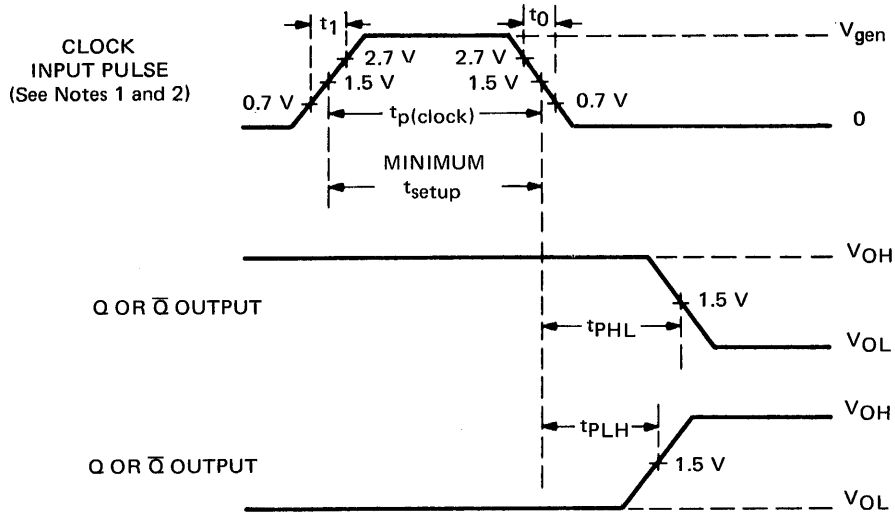 t1
t0
Vgen
CLOCK
INPUT PULSE
(See Notes 1 and 2)
2.7 V
2.7 V
1.5 V
1.5 V
0.7 V
0.7 V
tp(clock)
0
MINIMUM
tsetup
VOH
Q OR Q̅ OUTPUT
1.5 V
tPHL
VOL
VOH
tPLH
Q OR Q̅ OUTPUT
1.5 V
VOL